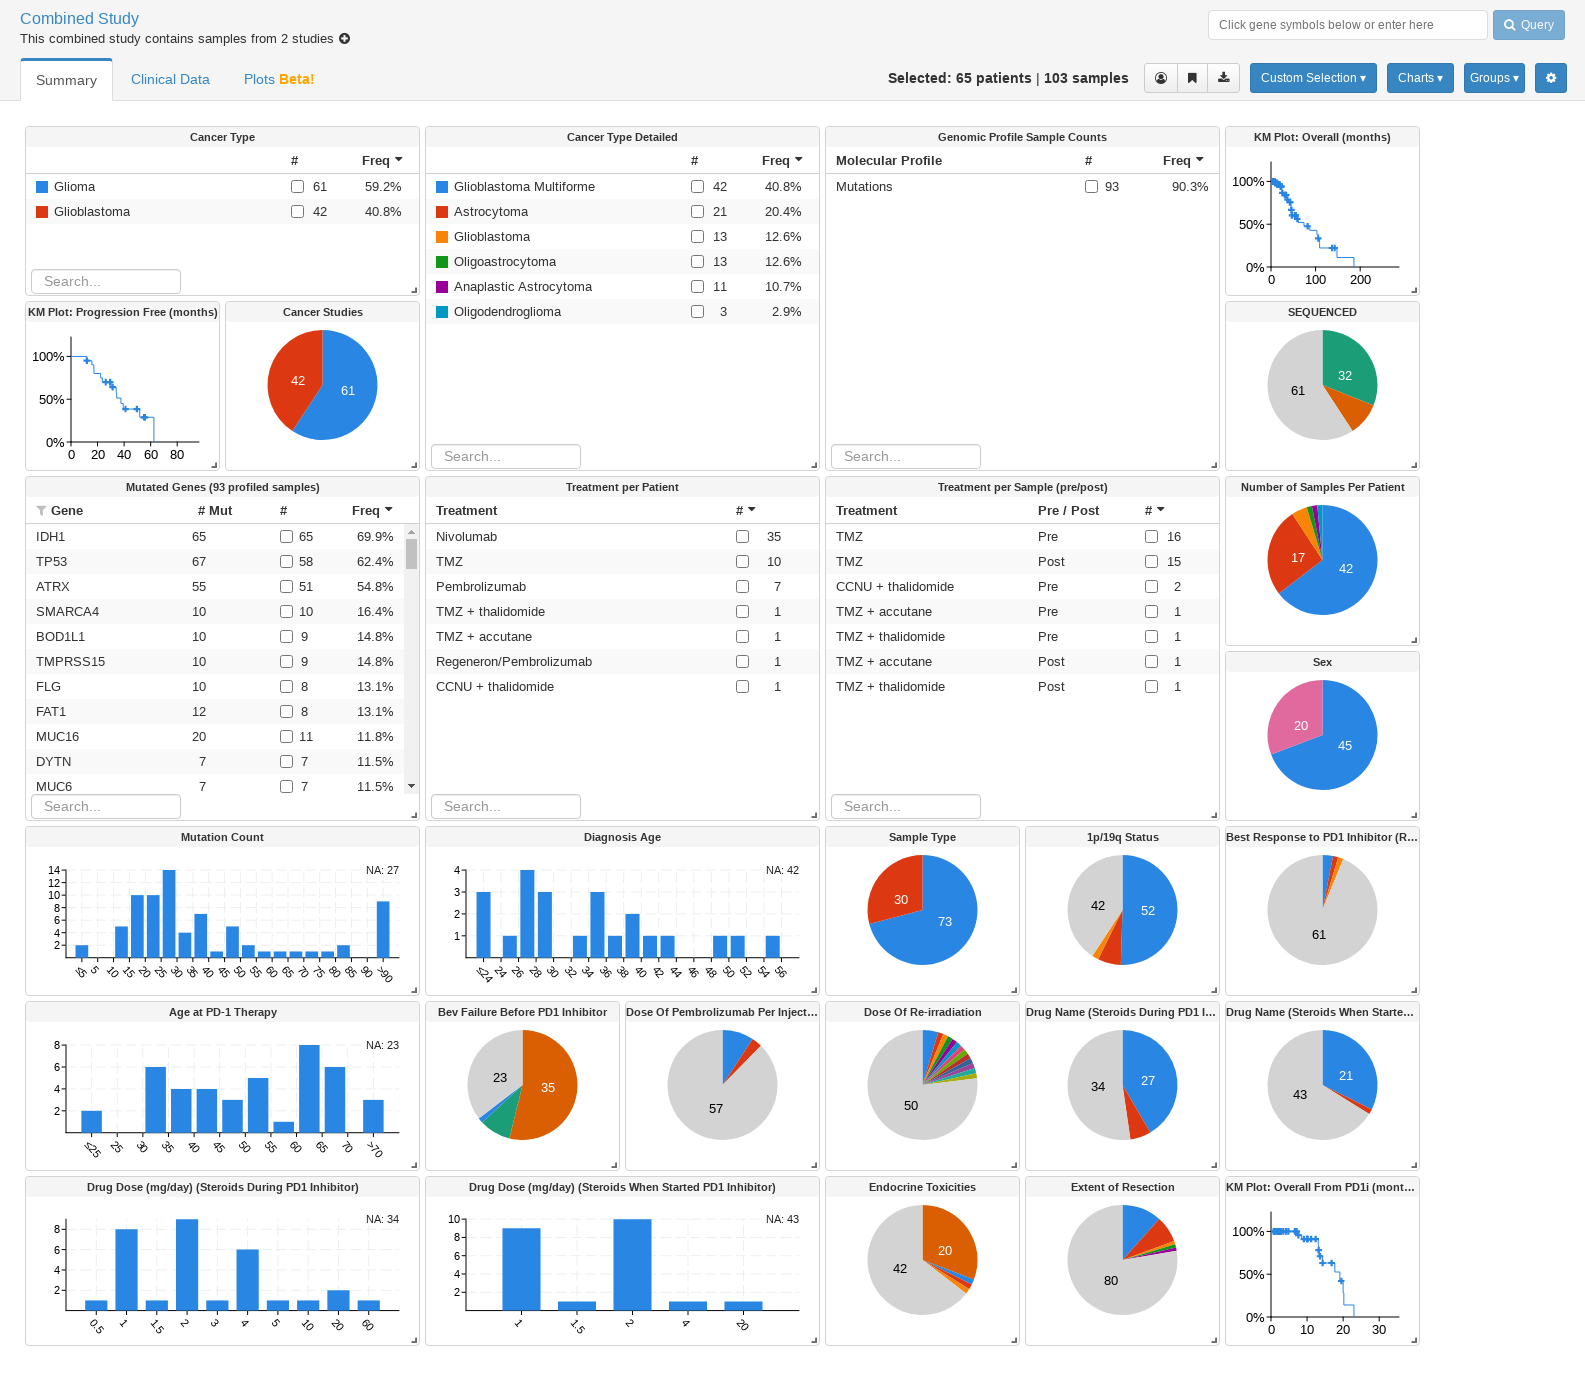 Combined Study
This combined study contains samples from 2 studies
Click gene symbols below or enter here
Query
Summary
Clinical Data
Plots Beta!
Selected: 65 patients | 103 samples
Custom Selection ▾
Charts ▾
Groups ▾
Cancer Type
# Freq
Glioma 61 59.2%
Glioblastoma 42 40.8%
Search...
Cancer Type Detailed
# Freq
Glioblastoma Multiforme 42 40.8%
Astrocytoma 21 20.4%
Glioblastoma 13 12.6%
Oligoastrocytoma 13 12.6%
Anaplastic Astrocytoma 11 10.7%
Oligodendroglioma 3 2.9%
Search...
Genomic Profile Sample Counts
Molecular Profile # Freq
Mutations 93 90.3%
Search...
KM Plot: Overall (months)
100%
50%
0%
0 100 200
KM Plot: Progression Free (months)
100%
50%
0%
0 20 40 60 80
Cancer Studies
42
61
SEQUENCED
32
61
Mutated Genes (93 profiled samples)
Gene # Mut # Freq
IDH1 65 65 69.9%
TP53 67 58 62.4%
ATRX 55 51 54.8%
SMARCA4 10 10 16.4%
BOD1L1 10 9 14.8%
TMPRSS15 10 9 14.8%
FLG 10 8 13.1%
FAT1 12 8 13.1%
MUC16 20 11 11.8%
DYTN 7 7 11.5%
MUC6 7 7 11.5%
Search...
Treatment per Patient
Treatment #
Nivolumab 35
TMZ 10
Pembrolizumab 7
TMZ + thalidomide 1
TMZ + accutane 1
Regeneron/Pembrolizumab 1
CCNU + thalidomide 1
Search...
Treatment per Sample (pre/post)
Treatment Pre / Post #
TMZ Pre 16
TMZ Post 15
CCNU + thalidomide Pre 2
TMZ + accutane Pre 1
TMZ + thalidomide Pre 1
TMZ + accutane Post 1
TMZ + thalidomide Post 1
Search...
Number of Samples Per Patient
17
42
Sex
20
45
Mutation Count
NA: 27
14
12
10
8
6
4
2
≤5 5 10 15 20 25 30 35 40 45 50 55 60 65 70 75 80 85 90 >90
Diagnosis Age
NA: 42
4
3
2
1
≤24 24 26 28 30 32 34 36 38 40 42 44 46 48 50 52 54 56
Sample Type
30
73
1p/19q Status
42
52
Best Response to PD1 Inhibitor (R...
61
Age at PD-1 Therapy
NA: 23
8
6
4
2
≤25 25 30 35 40 45 50 55 60 65 70 >70
Bev Failure Before PD1 Inhibitor
23
35
Dose Of Pembrolizumab Per Inject...
57
Dose Of Re-irradiation
50
Drug Name (Steroids During PD1 I...
34
27
Drug Name (Steroids When Starte...
21
43
Drug Dose (mg/day) (Steroids During PD1 Inhibitor)
NA: 34
8
6
4
2
0.5 1 1.5 2 3 4 5 10 20 60
Drug Dose (mg/day) (Steroids When Started PD1 Inhibitor)
NA: 43
10
8
6
4
2
1 1.5 2 4 20
Endocrine Toxicities
20
42
Extent of Resection
80
KM Plot: Overall From PD1i (mont...
100%
50%
0%
0 10 20 30